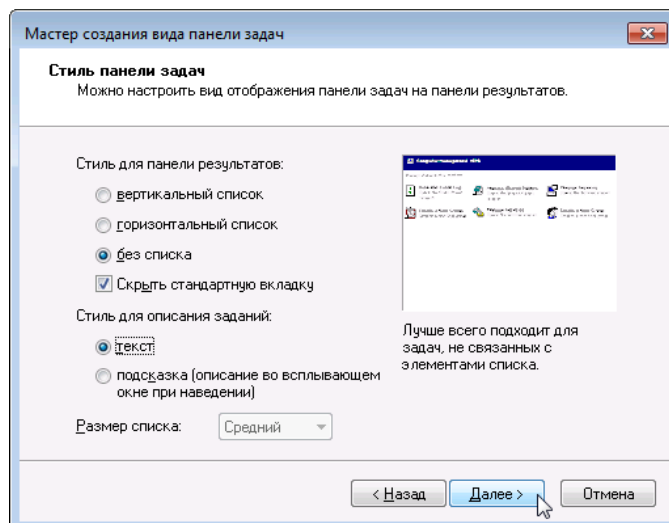 Мастер создания вида панели задач
Стиль панели задач
Можно настроить вид отображения панели задач на панели результатов.
Стиль для панели результатов:
вертикальный список
горизонтальный список
без списка
Скрыть стандартную вкладку
Стиль для описания заданий:
текст
подсказка (описание во всплывающем
окне при наведении)
Размер списка:
Средний
Лучше всего подходит для
задач, не связанных с
элементами списка.
< Назад
Далее >
Отмена